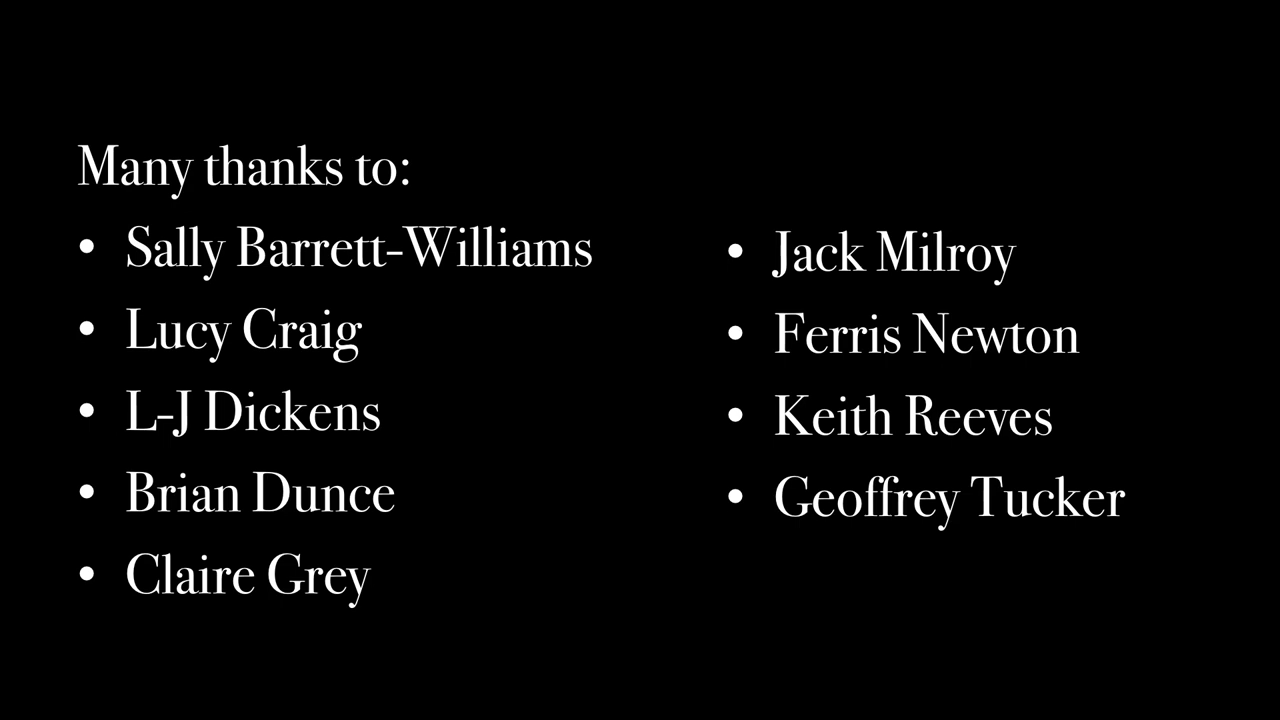 Many thanks to:
• Sally Barrett-Williams
• Lucy Craig
• L-J Dickens
• Brian Dunce
• Claire Grey
• Jack Milroy
• Ferris Newton
• Keith Reeves
• Geoffrey Tucker